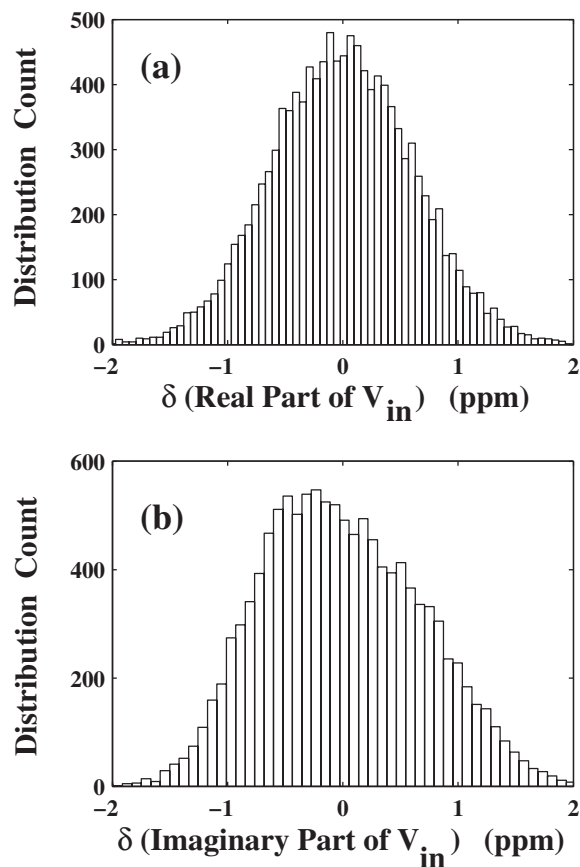 500
(a)
400
300
200
100
0
Distribution Count
−2 −1 0 1 2
δ (Real Part of V_in) (ppm)
600
(b)
400
200
0
Distribution Count
−2 −1 0 1 2
δ (Imaginary Part of V_in) (ppm)